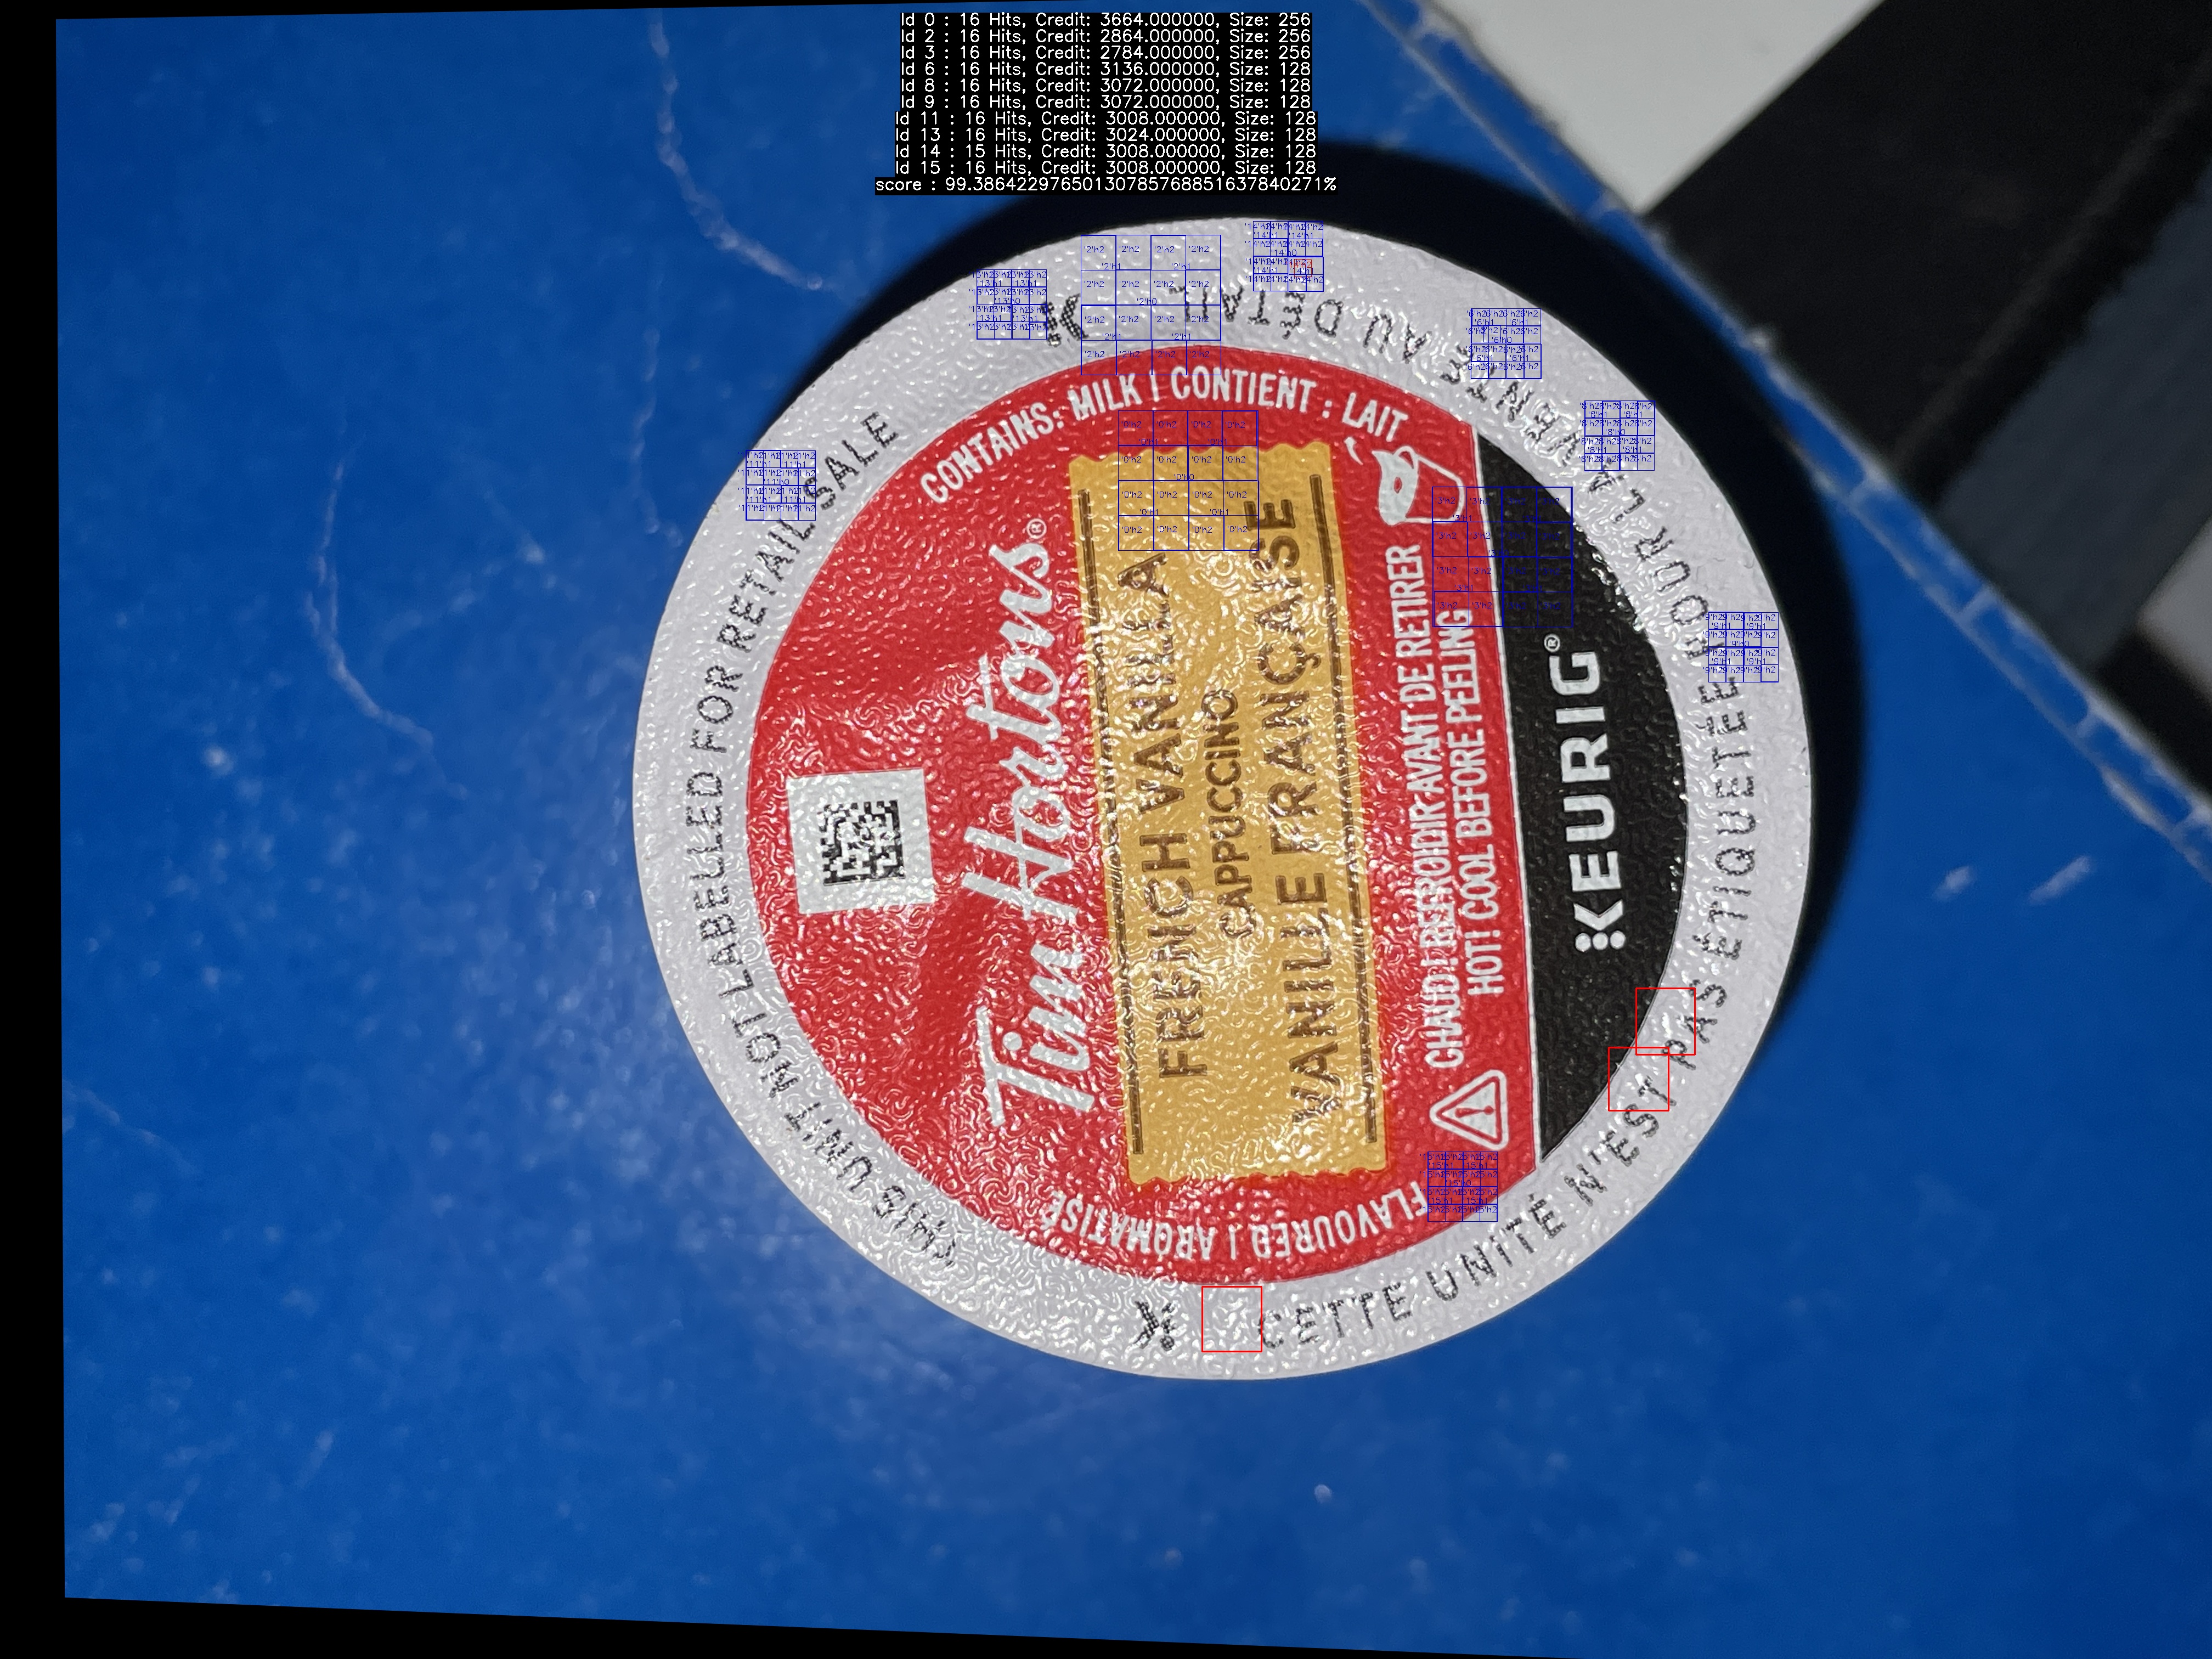 Id 0 : 16 Hits, Credit: 3664.000000, Size: 256
Id 2 : 16 Hits, Credit: 2864.000000, Size: 256
Id 3 : 16 Hits, Credit: 2784.000000, Size: 256
Id 6 : 16 Hits, Credit: 3136.000000, Size: 128
Id 8 : 16 Hits, Credit: 3072.000000, Size: 128
Id 9 : 16 Hits, Credit: 3072.000000, Size: 128
Id 11 : 16 Hits, Credit: 3008.000000, Size: 128
Id 13 : 16 Hits, Credit: 3024.000000, Size: 128
Id 14 : 15 Hits, Credit: 3008.000000, Size: 128
Id 15 : 16 Hits, Credit: 3008.000000, Size: 128
score : 99.38642297650130785768851637840271%
THIS UNIT NOT LABELLED FOR RETAIL SALE
CELLE UNITÉ N'EST PAS ÉTIQUETÉE POUR LA VENTE AU DÉTAIL
CONTAINS: MILK | CONTIENT : LAIT
Tim Hortons®
FRENCH VANILLA
CAPPUCCINO
VANILLE FRANÇAISE
CHAUD! REFROIDIR AVANT DE RETIRER
HOT! COOL BEFORE PEELING
KEURIG®
FLAVOURED | AROMATISÉ